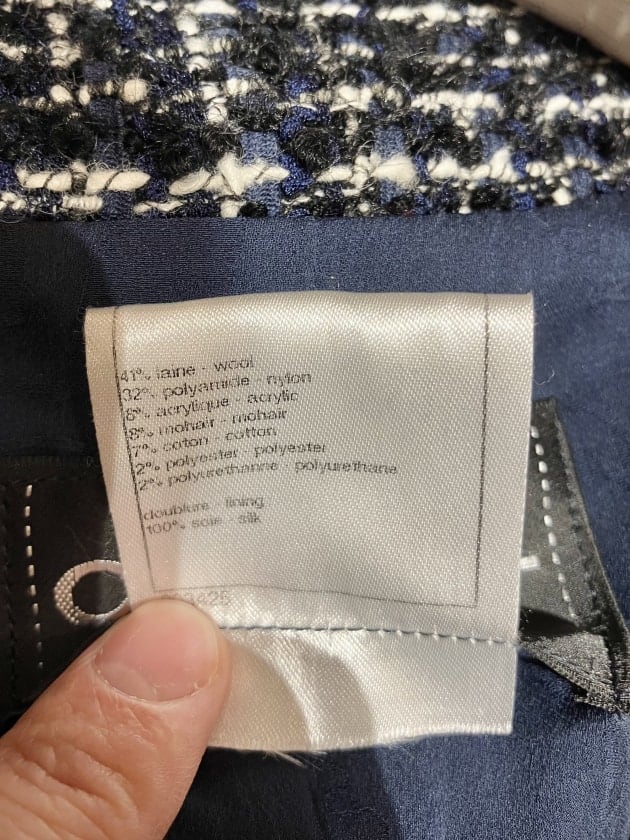 41% laine - wool
32% polyamide - nylon
8% acrylique - acrylic
8% mohair - mohair
7% coton - cotton
2% polyester - polyester
2% polyurethanne - polyurethane
doublure - lining
100% soie - silk